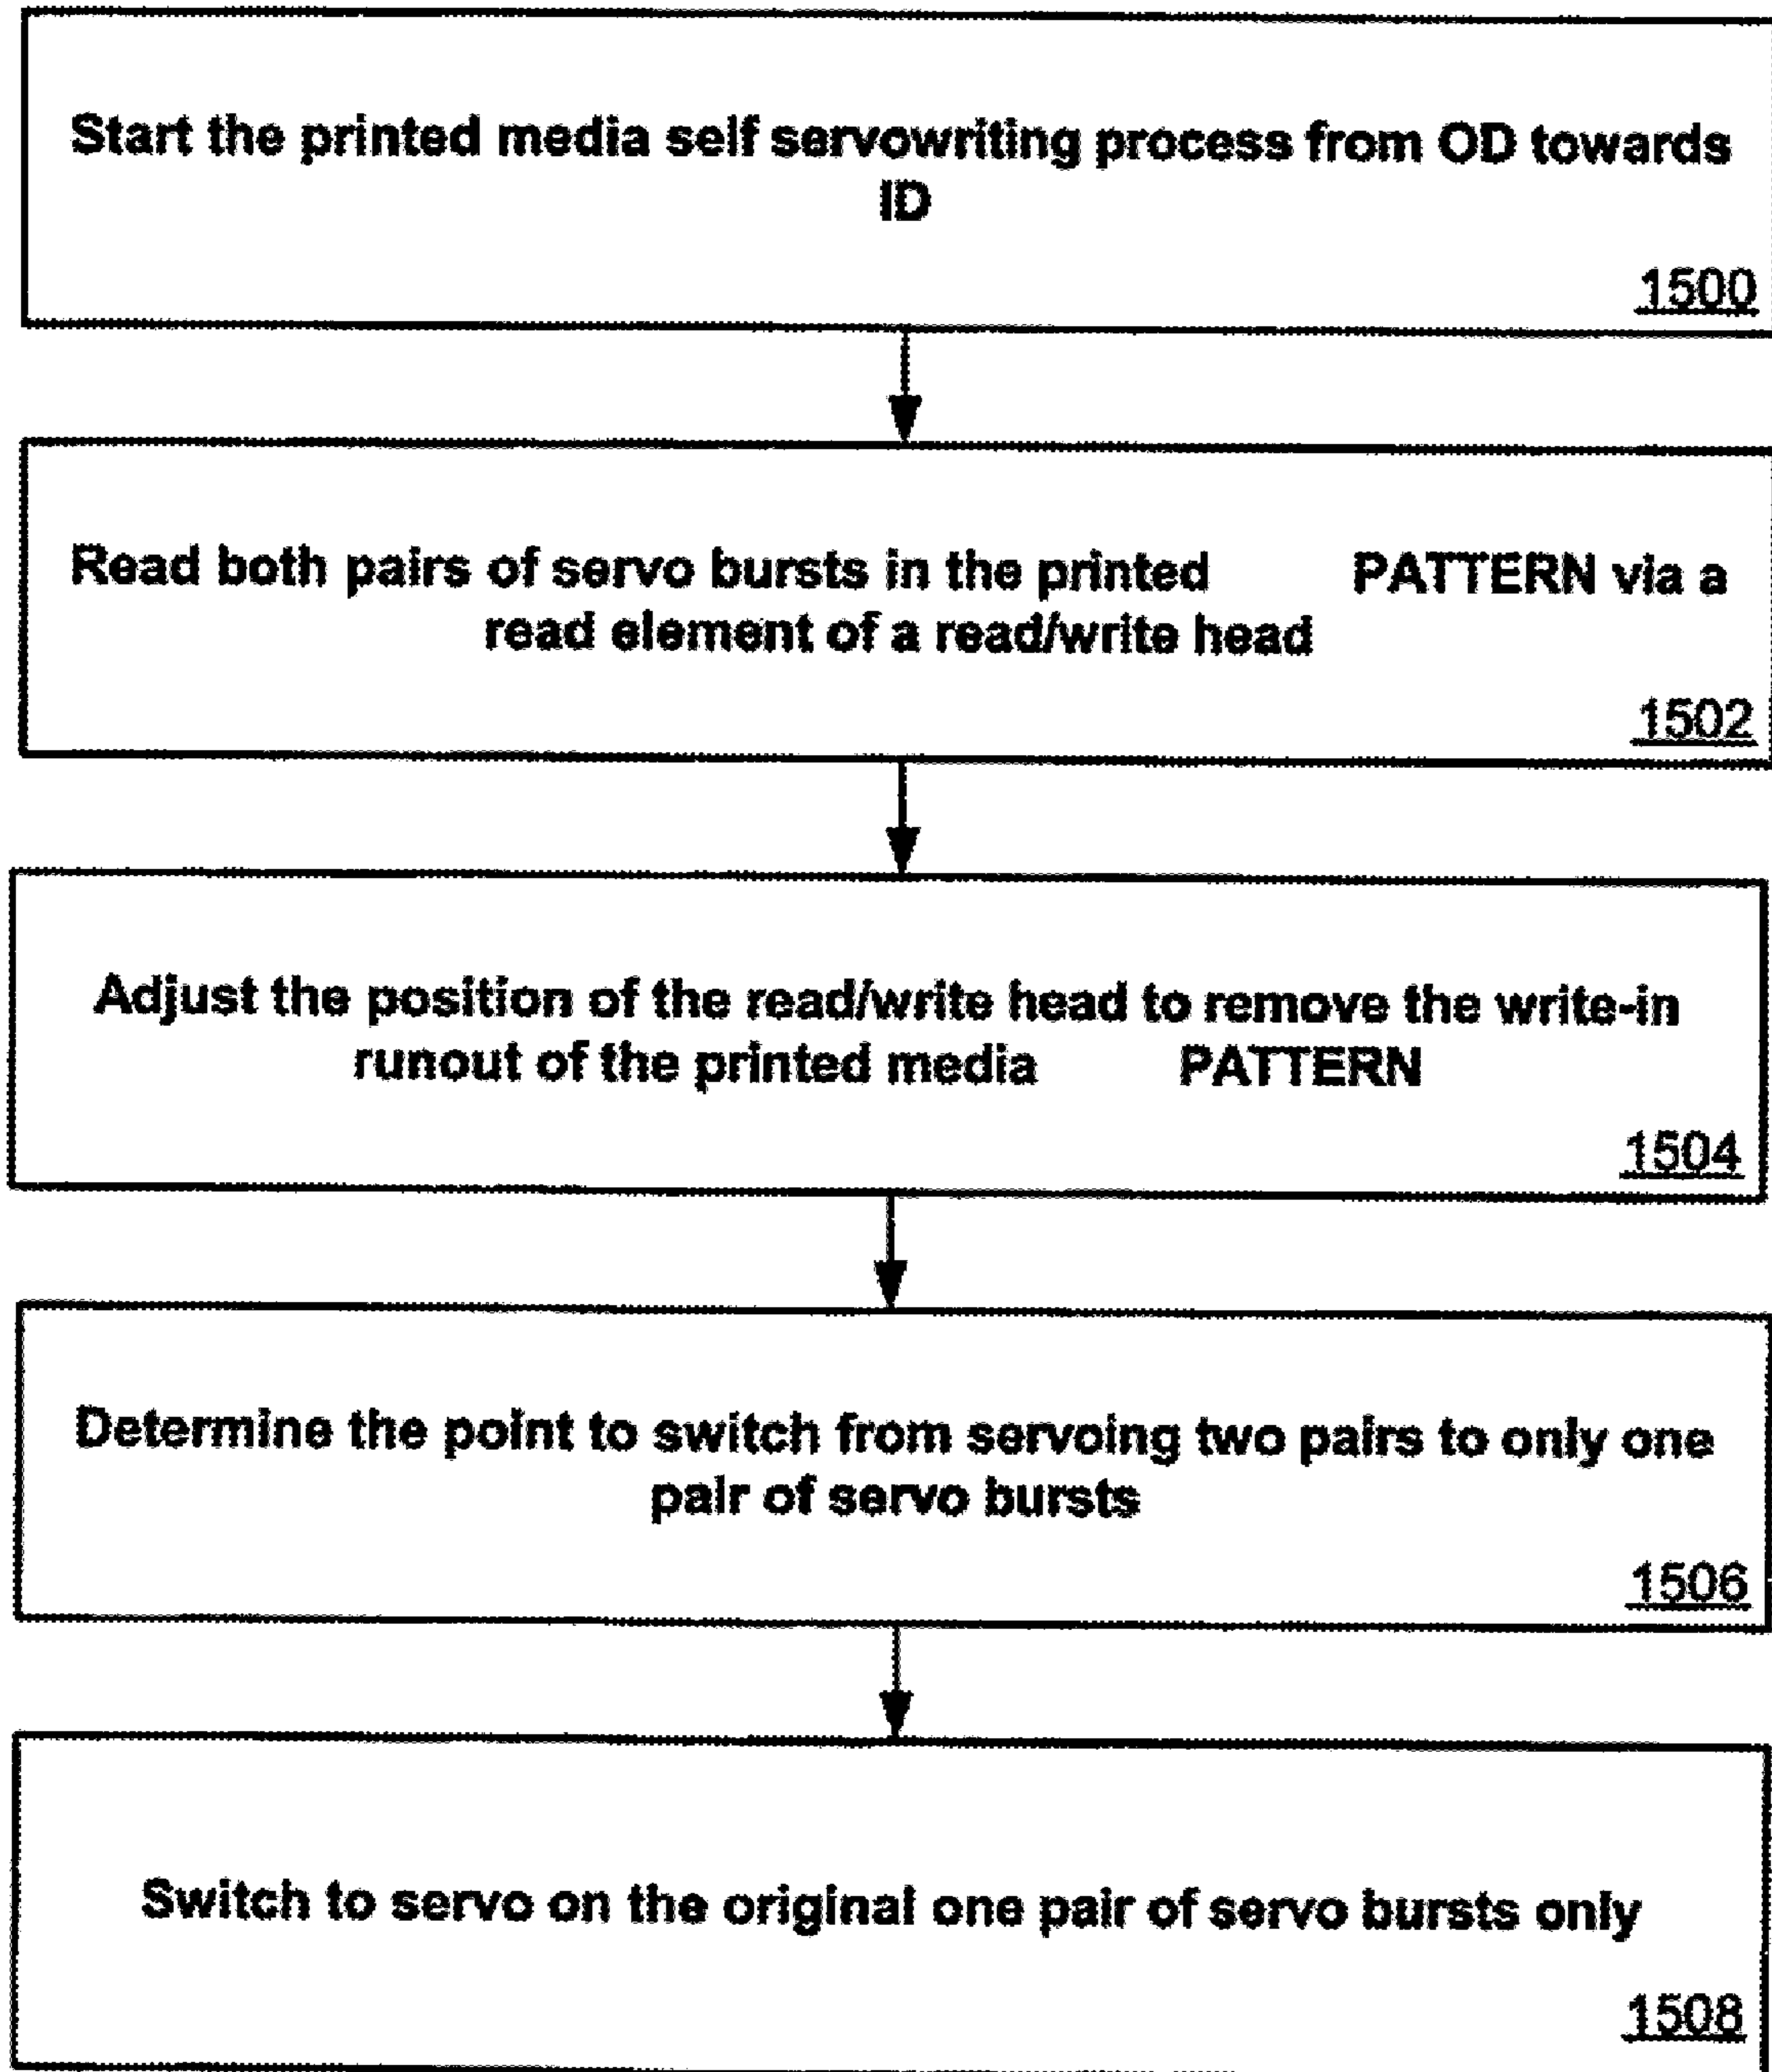 Start the printed media self servowriting process from OD towards
ID
1500
Read both pairs of servo bursts in the printed PATTERN via a
read element of a read/write head
1502
Adjust the position of the read/write head to remove the write-in
runout of the printed media PATTERN
1504
Determine the point to switch from servoing two pairs to only one
pair of servo bursts
1506
Switch to servo on the original one pair of servo bursts only
1508